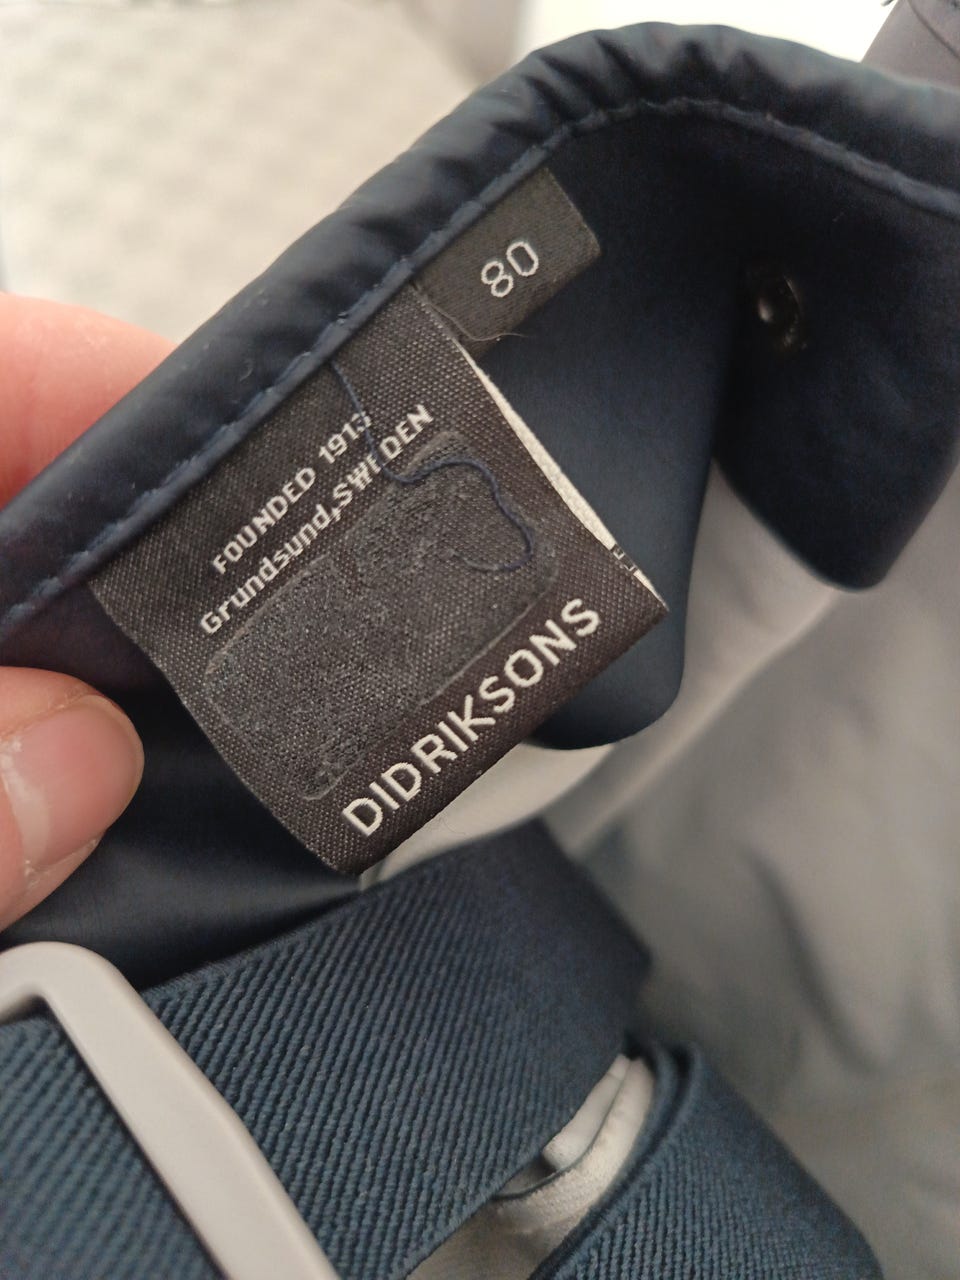 80
FOUNDED 1913
Grundsund,SWEDEN
DIDRIKSONS